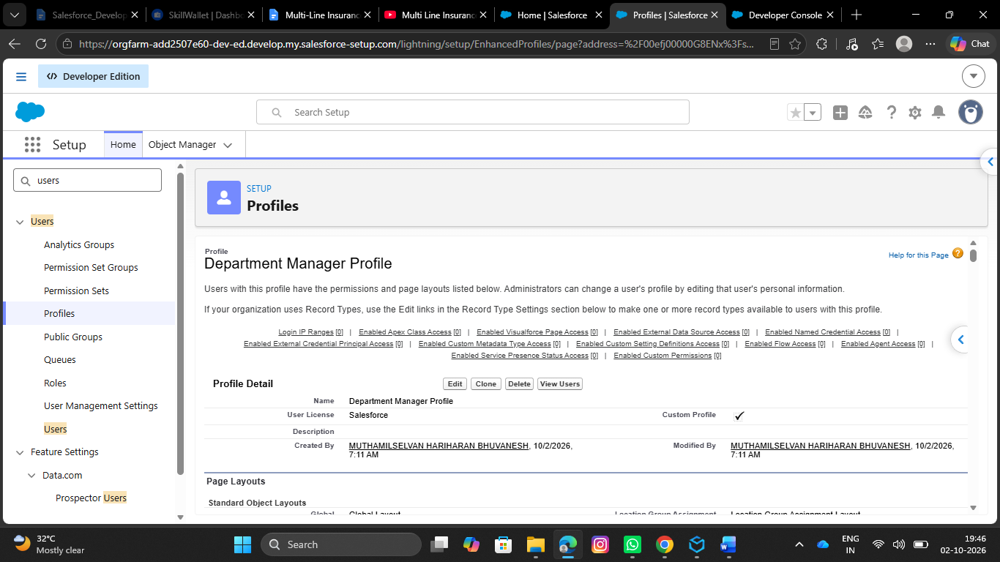 Salesforce_Develop
SkillWallet | Dashbo
Multi-Line Insuranc
Multi Line Insuranc
Home | Salesforce
Profiles | Salesforce
Developer Console
https://orgfarm-add2507e60-dev-ed.develop.my.salesforce-setup.com/lightning/setup/EnhancedProfiles/page?address=%2F00efj00000G8ENx%3Fs...
Chat
Developer Edition
Search Setup
Setup
Home
Object Manager
users
Users
Analytics Groups
Permission Set Groups
Permission Sets
Profiles
Public Groups
Queues
Roles
User Management Settings
Users
Feature Settings
Data.com
Prospector Users
SETUP
Profiles
Profile
Department Manager Profile
Help for this Page ?
Users with this profile have the permissions and page layouts listed below. Administrators can change a user's profile by editing that user's personal information.
If your organization uses Record Types, use the Edit links in the Record Type Settings section below to make one or more record types available to users with this profile.
Login IP Ranges [0] | Enabled Apex Class Access [0] | Enabled Visualforce Page Access [0] | Enabled External Data Source Access [0] | Enabled Named Credential Access [0] |
Enabled External Credential Principal Access [0] | Enabled Custom Metadata Type Access [0] | Enabled Custom Setting Definitions Access [0] | Enabled Flow Access [0] | Enabled Agent Access [0] |
Enabled Service Presence Status Access [0] | Enabled Custom Permissions [0]
Profile Detail
Edit
Clone
Delete
View Users
Name Department Manager Profile
User License Salesforce
Custom Profile
Description
Created By MUTHAMILSELVAN HARIHARAN BHUVANESH, 10/2/2026,
7:11 AM
Modified By MUTHAMILSELVAN HARIHARAN BHUVANESH, 10/2/2026,
7:11 AM
Page Layouts
Standard Object Layouts
Global Global Layout
Location Group Assignment Location Group Assignment Layout
32°C
Mostly clear
Search
ENG
IN
19:46
02-10-2026